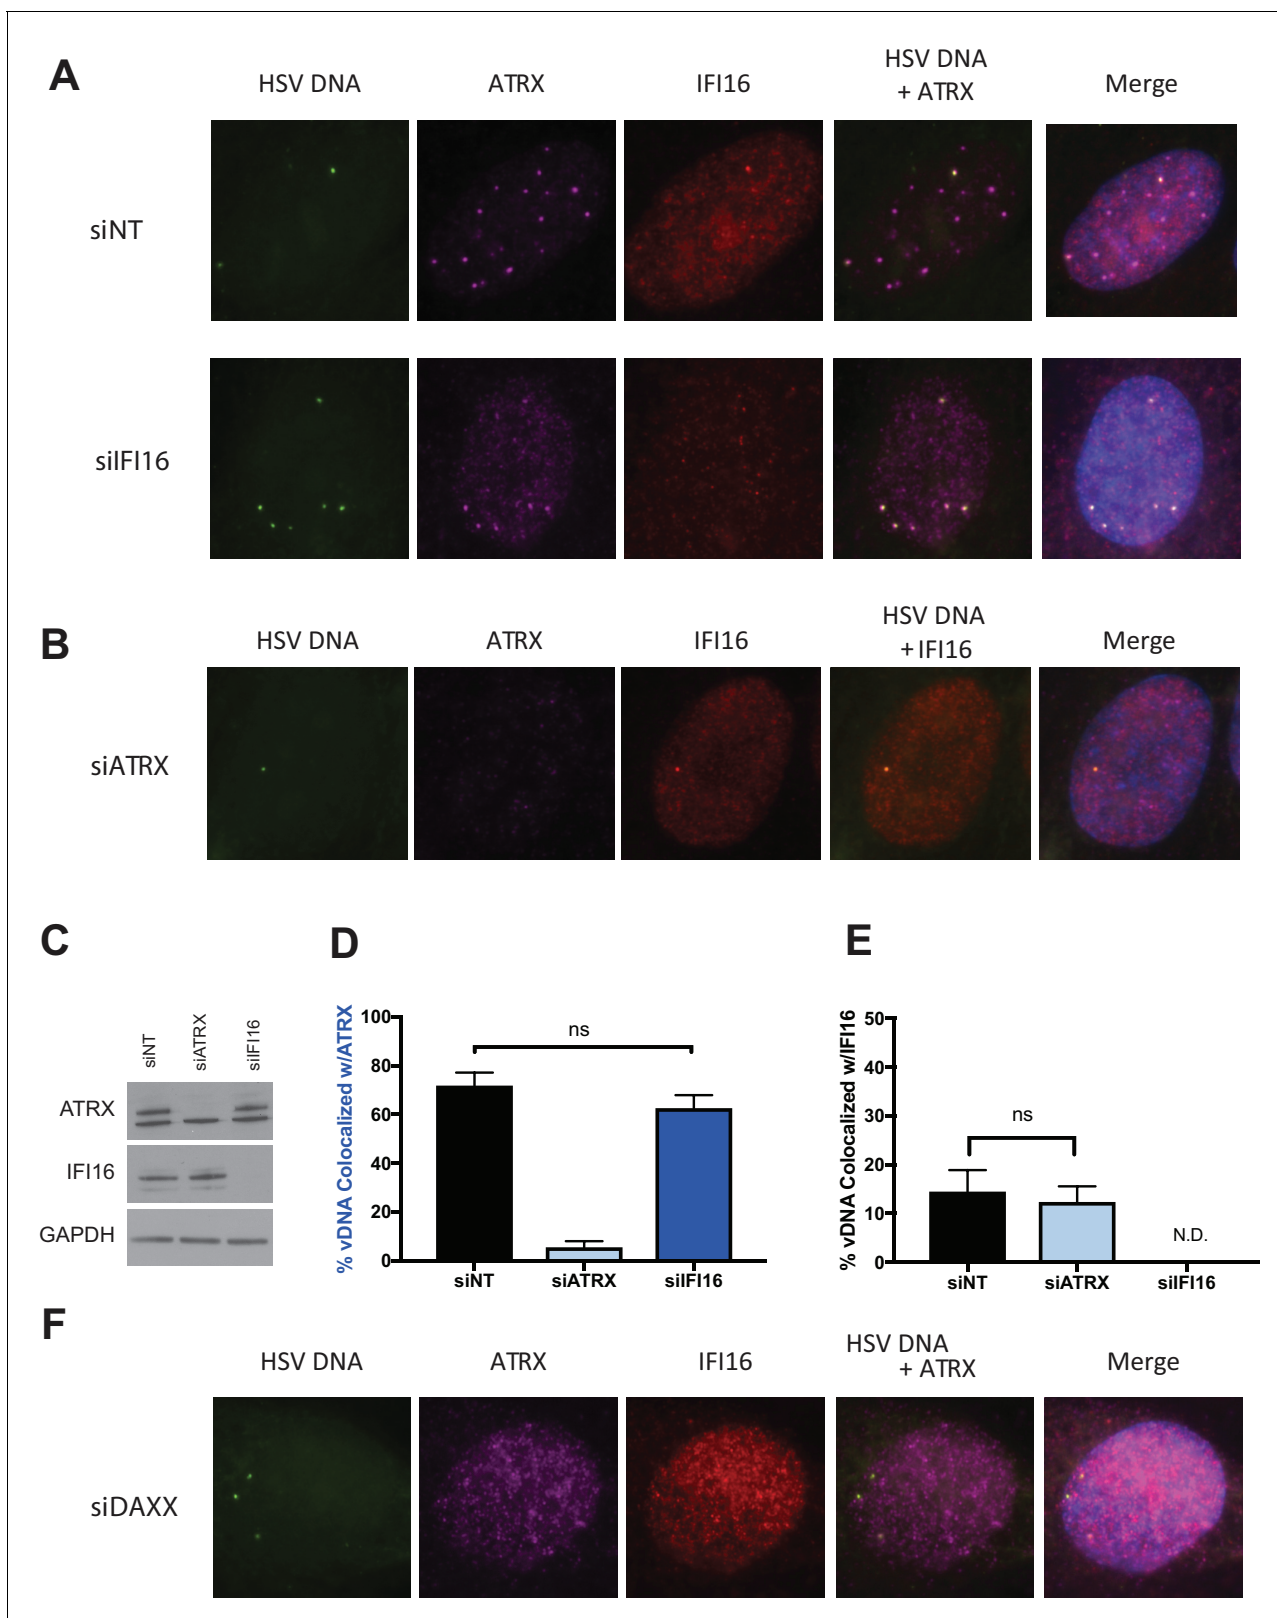 A
HSV DNA
ATRX
IFI16
HSV DNA
+ ATRX
Merge
siNT
siIFI16
B
HSV DNA
ATRX
IFI16
HSV DNA
+ IFI16
Merge
siATRX
C
siNT
siATRX
siIFI16
ATRX
IFI16
GAPDH
D
% vDNA Colocalized w/ATRX
100
80
60
40
20
0
ns
siNT
siATRX
siIFI16
E
% vDNA Colocalized w/IFI16
50
40
30
20
10
0
ns
N.D.
siNT
siATRX
siIFI16
F
HSV DNA
ATRX
IFI16
HSV DNA
+ ATRX
Merge
siDAXX